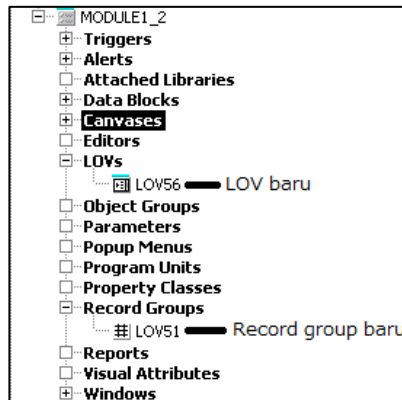 MODULE1_2
Triggers
Alerts
Attached Libraries
Data Blocks
Canvases
Editors
LOVs
LOV56 LOV baru
Object Groups
Parameters
Popup Menus
Program Units
Property Classes
Record Groups
LOV51 Record group baru
Reports
Visual Attributes
Windows